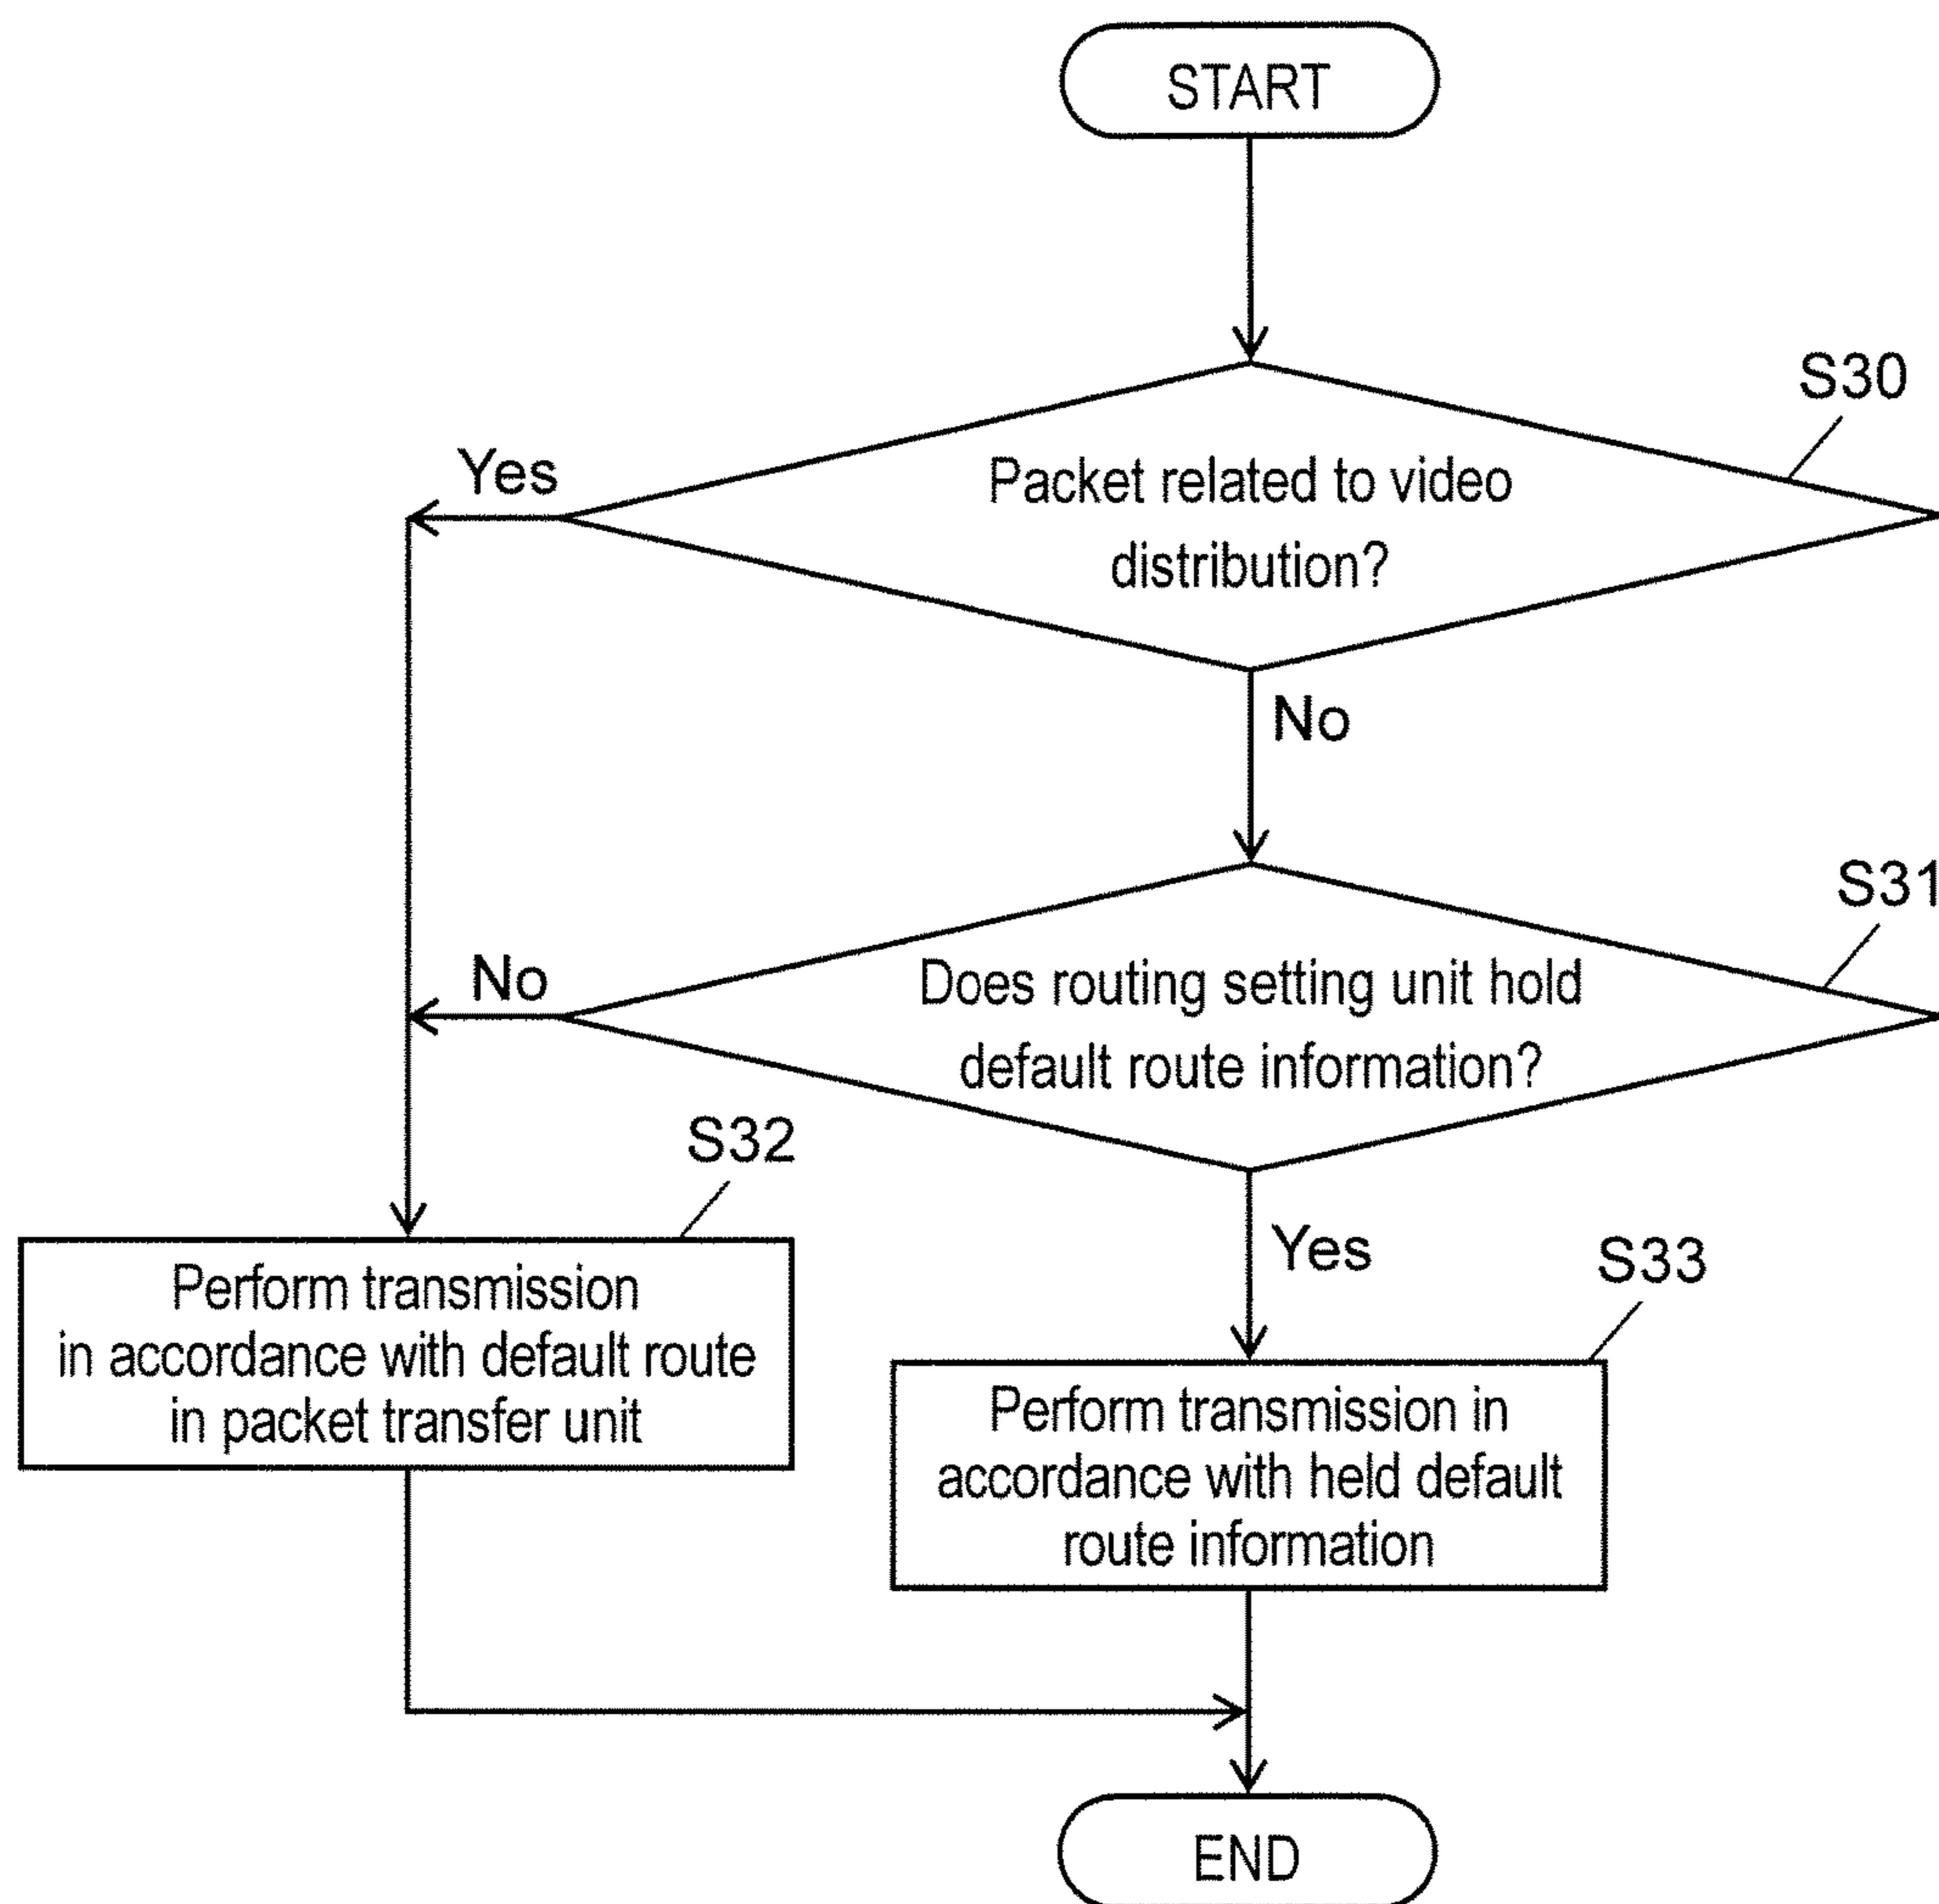 START
S30
Packet related to video
distribution?
Yes
No
S31
Does routing setting unit hold
default route information?
No
Yes
S32
Perform transmission
in accordance with default route
in packet transfer unit
S33
Perform transmission in
accordance with held default
route information
END